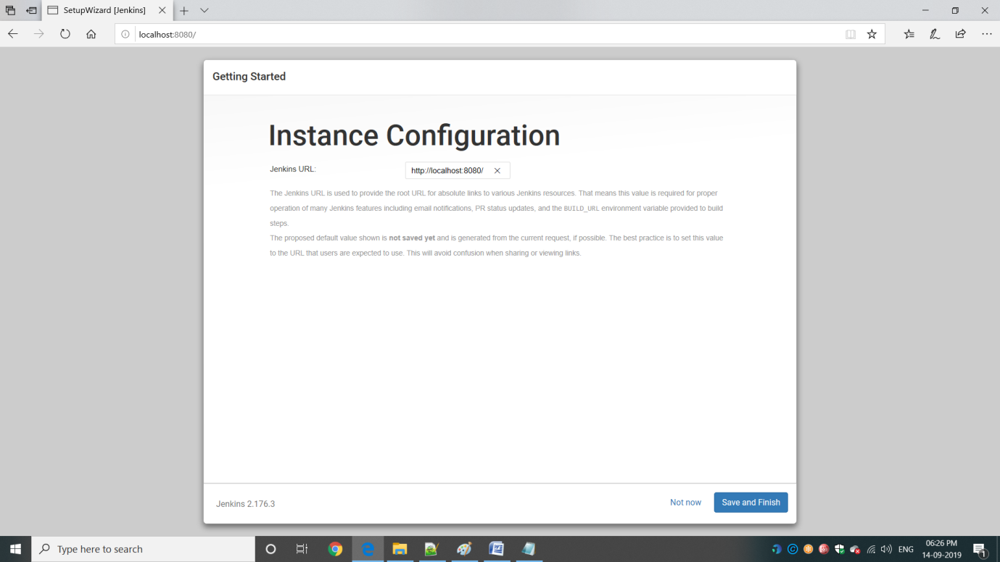 SetupWizard [Jenkins]
localhost:8080/
Getting Started
Instance Configuration
Jenkins URL:
http://localhost:8080/
The Jenkins URL is used to provide the root URL for absolute links to various Jenkins resources. That means this value is required for proper
operation of many Jenkins features including email notifications, PR status updates, and the BUILD_URL environment variable provided to build
steps.
The proposed default value shown is not saved yet and is generated from the current request, if possible. The best practice is to set this value
to the URL that users are expected to use. This will avoid confusion when sharing or viewing links.
Jenkins 2.176.3
Not now
Save and Finish
Type here to search
ENG
06:26 PM
14-09-2019
1